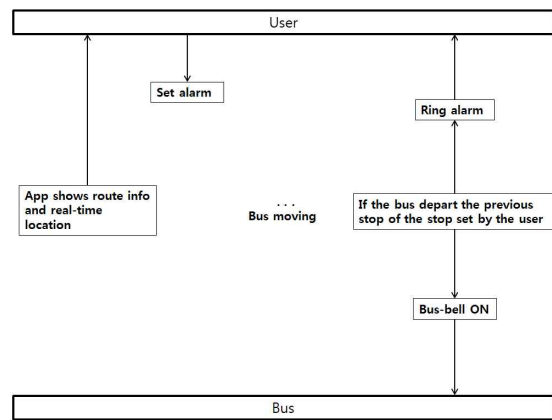 User
Set alarm
Ring alarm
App shows route info
and real-time
location
. . .
Bus moving
If the bus depart the previous
stop of the stop set by the user
Bus-bell ON
Bus